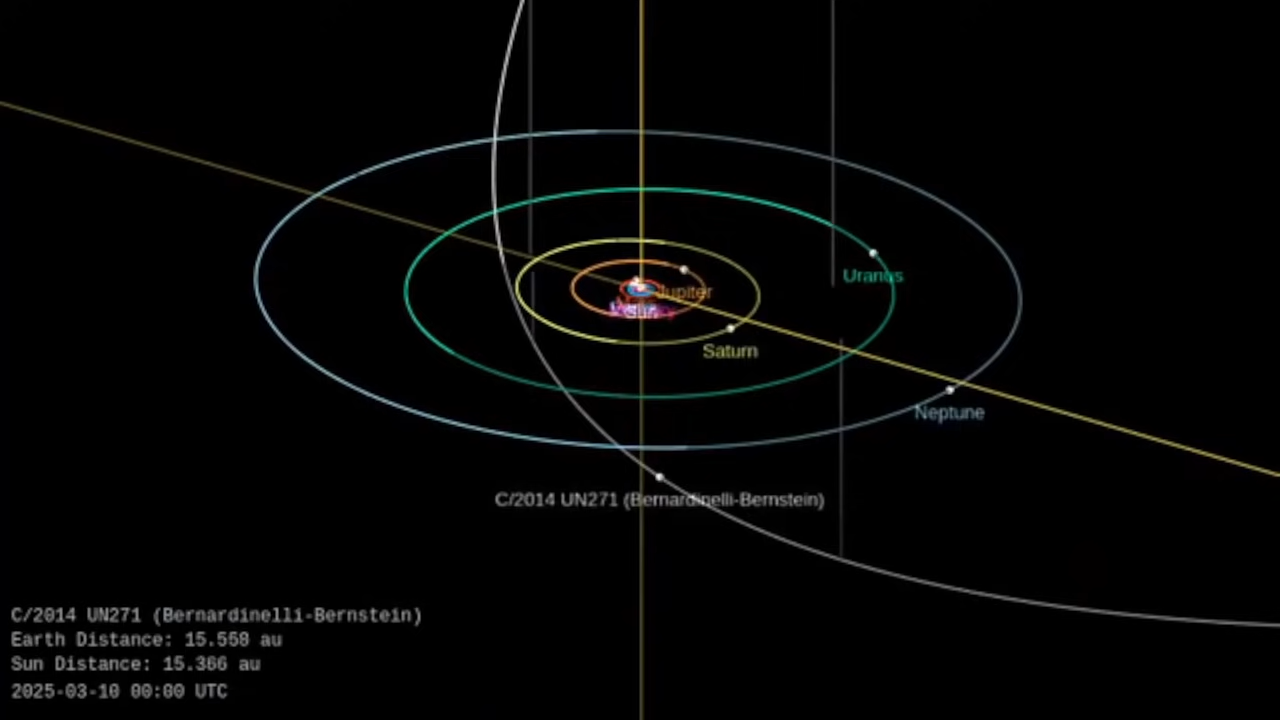 Uranus
Jupiter
Sun
Saturn
Neptune
C/2014 UN271 (Bernardinelli-Bernstein)
C/2014 UN271 (Bernardinelli-Bernstein)
Earth Distance: 15.558 au
Sun Distance: 15.366 au
2025-03-10 00:00 UTC